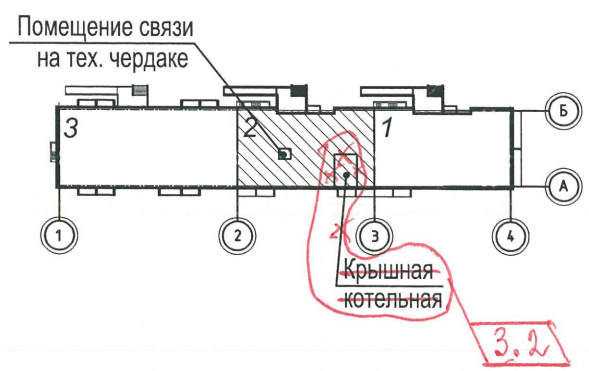 Помещение связи
на тех. чердаке
3
2
1
Б
А
1
2
3
4
Крышная
котельная
3.2